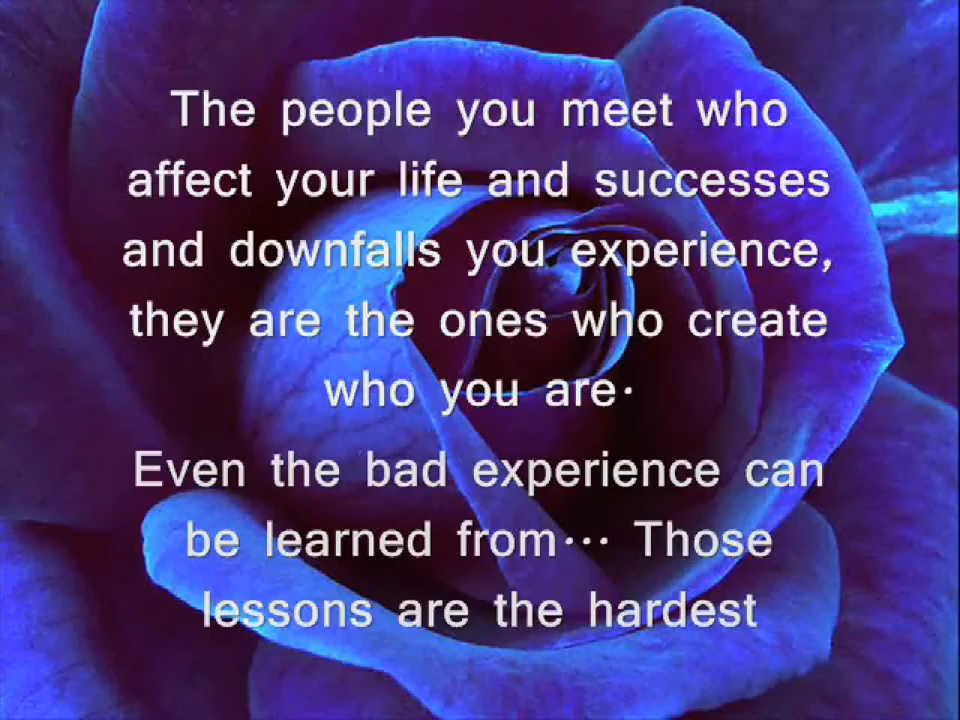 The people you meet who
affect your life and successes
and downfalls you experience,
they are the ones who create
who you are·
Even the bad experience can
be learned from··· Those
lessons are the hardest